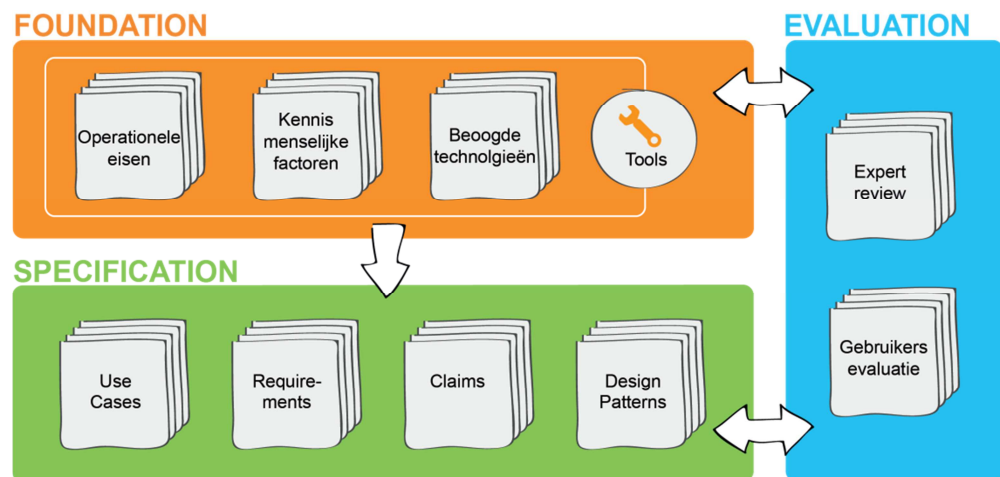 FOUNDATION
Operationele
eisen
Kennis
menselijke
factoren
Beoogde
technolgieën
Tools
SPECIFICATION
Use
Cases
Require-
ments
Claims
Design
Patterns
EVALUATION
Expert
review
Gebruikers
evaluatie